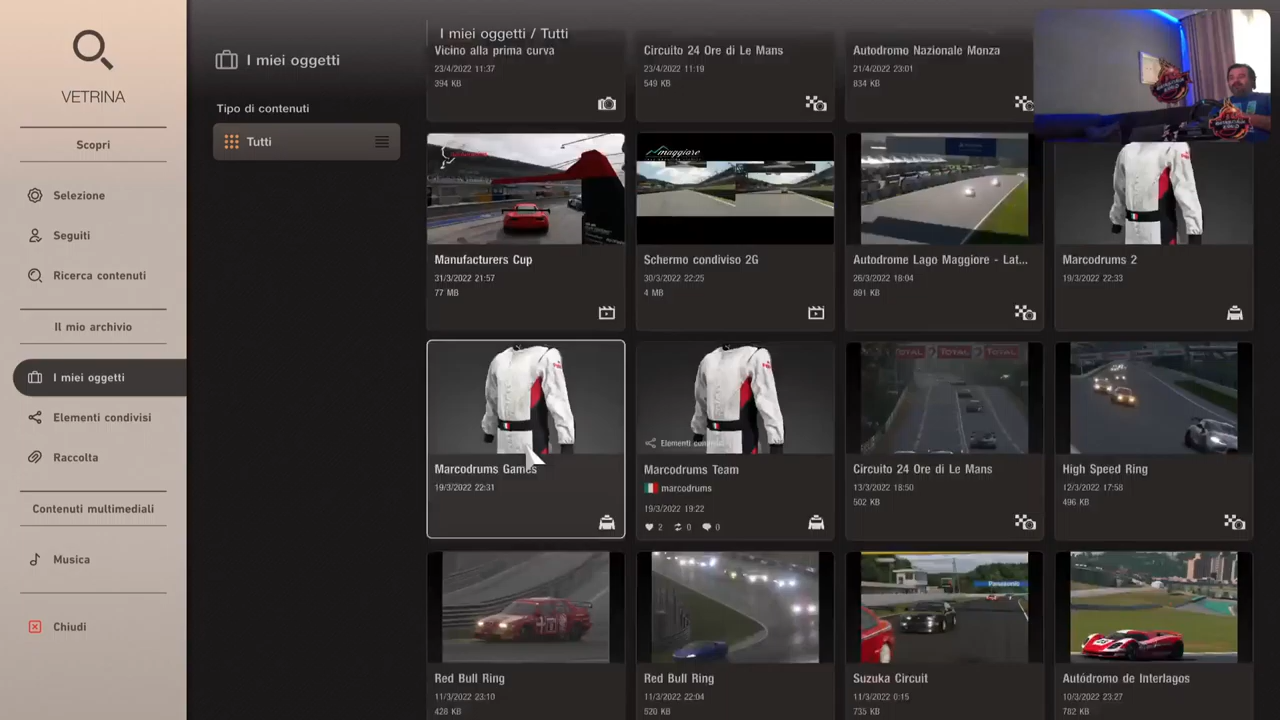 VETRINA
Scopri
Selezione
Seguiti
Ricerca contenuti
Il mio archivio
I miei oggetti
Elementi condivisi
Raccolta
Contenuti multimediali
Musica
Chiudi
I miei oggetti
Tipo di contenuti
Tutti
I miei oggetti / Tutti
Vicino alla prima curva
23/4/2022 11:37
394 KB
Circuito 24 Ore di Le Mans
23/4/2022 11:19
549 KB
Autodromo Nazionale Monza
21/4/2022 23:01
834 KB
Manufacturers Cup
31/3/2022 21:57
77 MB
maggiore
Schermo condiviso 2G
30/3/2022 22:25
4 MB
Autodrome Lago Maggiore - Lat...
26/3/2022 18:04
891 KB
Marcodrums 2
19/3/2022 22:33
Marcodrums Games
19/3/2022 22:31
Marcodrums Team
marcodrums
19/3/2022 19:22
2 0 0
TOTAL TOTAL TOTAL
Circuito 24 Ore di Le Mans
13/3/2022 18:50
502 KB
High Speed Ring
12/3/2022 17:58
496 KB
Red Bull Ring
11/3/2022 23:10
428 KB
Red Bull Ring
11/3/2022 22:04
520 KB
Panasonic
Suzuka Circuit
11/3/2022 0:15
735 KB
Autódromo de Interlagos
10/3/2022 23:27
782 KB